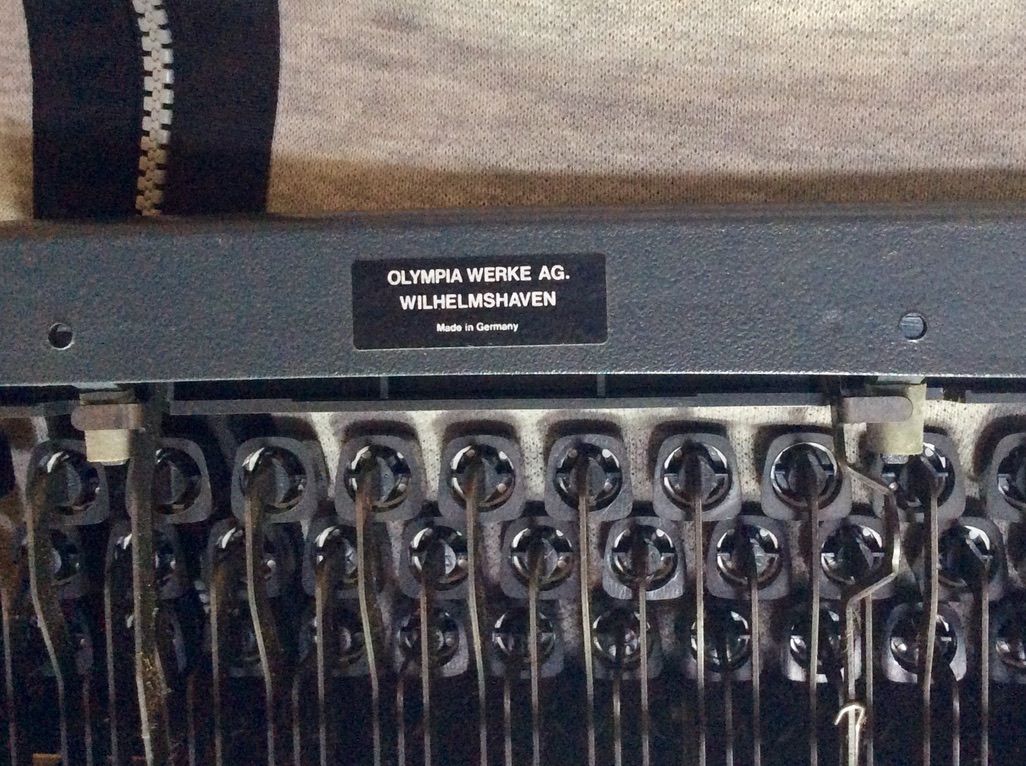 OLYMPIA WERKE AG.
WILHELMSHAVEN
Made in Germany